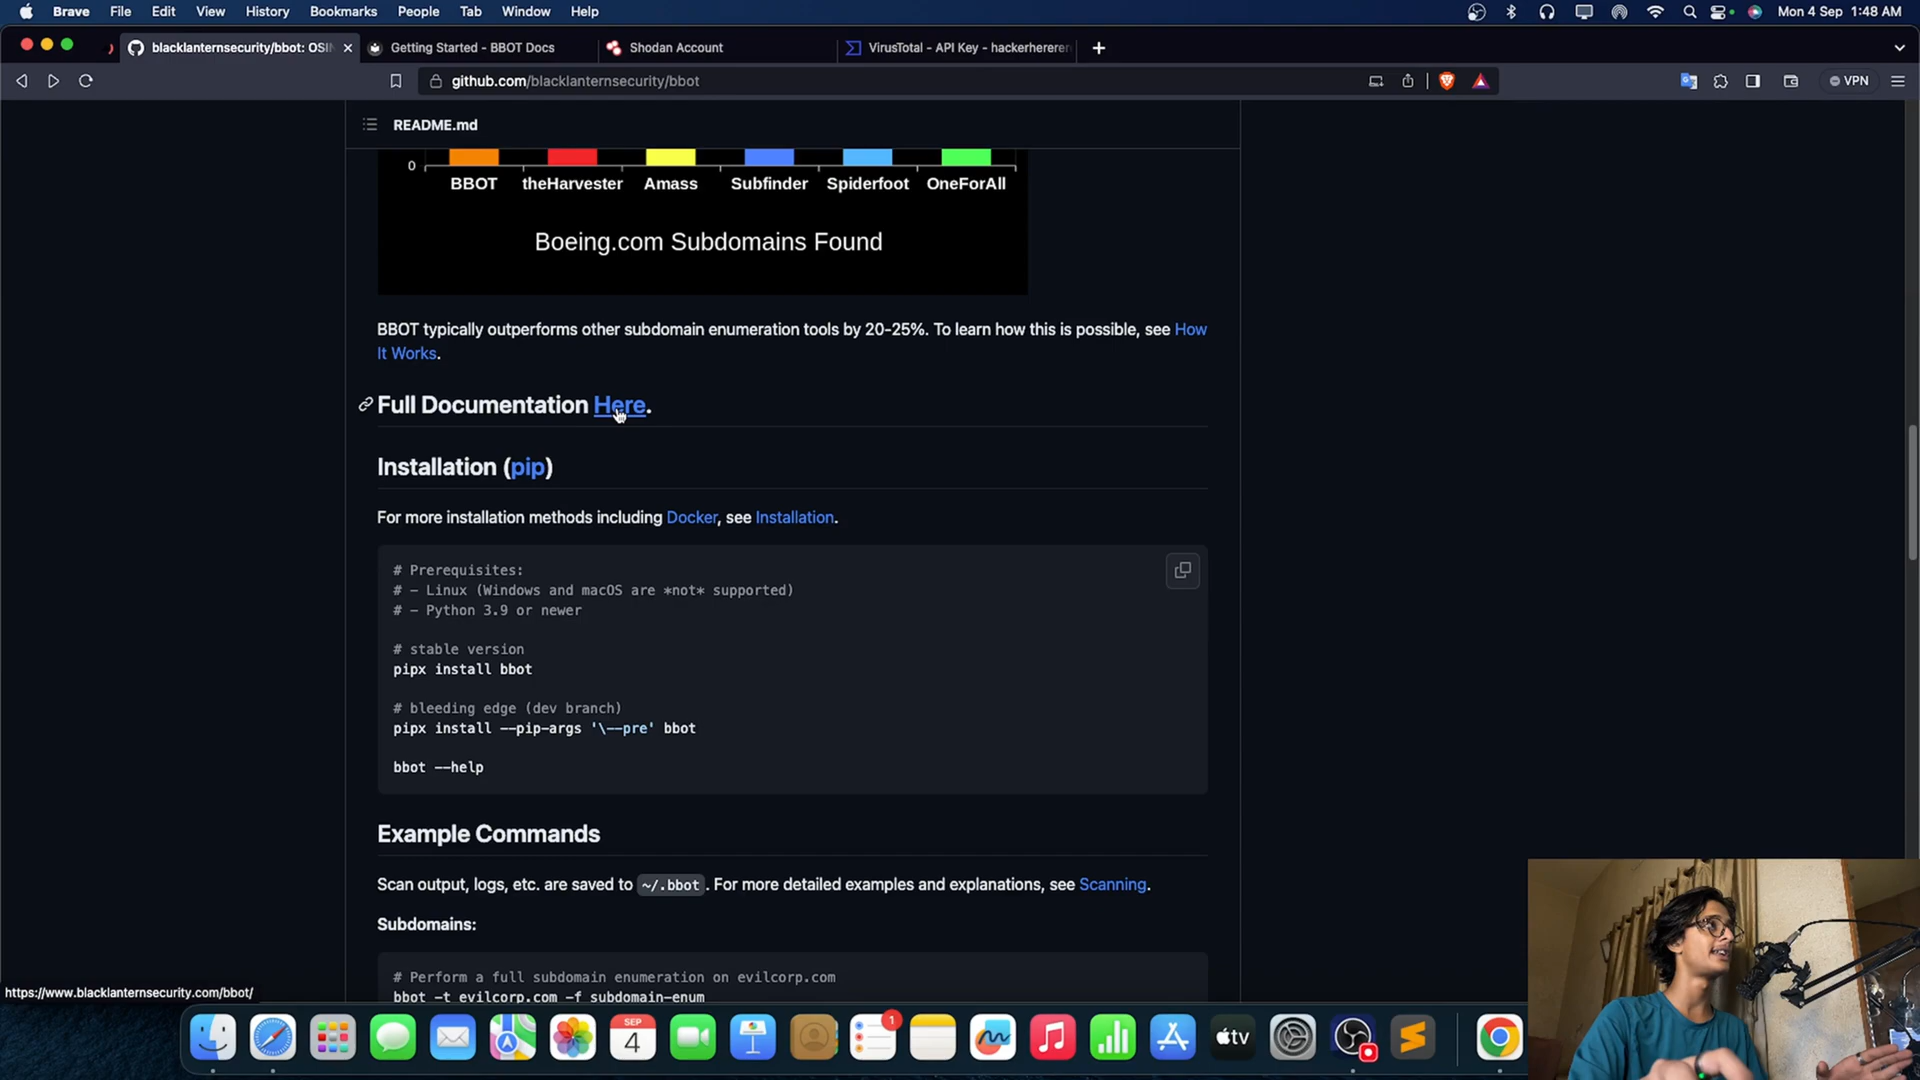 Brave File Edit View History Bookmarks People Tab Window Help Mon 4 Sep 1:48 AM
blacklanternsecurity/bbot: OSI Getting Started - BBOT Docs Shodan Account VirusTotal - API Key - hackerhereren
github.com/blacklanternsecurity/bbot VPN
README.md
0
BBOT theHarvester Amass Subfinder Spiderfoot OneForAll
Boeing.com Subdomains Found
BBOT typically outperforms other subdomain enumeration tools by 20-25%. To learn how this is possible, see How
It Works.
Full Documentation Here.
Installation (pip)
For more installation methods including Docker, see Installation.
# Prerequisites:
# - Linux (Windows and macOS are *not* supported)
# - Python 3.9 or newer
# stable version
pipx install bbot
# bleeding edge (dev branch)
pipx install --pip-args '\--pre' bbot
bbot --help
Example Commands
Scan output, logs, etc. are saved to ~/.bbot. For more detailed examples and explanations, see Scanning.
Subdomains:
# Perform a full subdomain enumeration on evilcorp.com
bbot -t evilcorp.com -f subdomain-enum
https://www.blacklanternsecurity.com/bbot/
SEP
4
1
tv